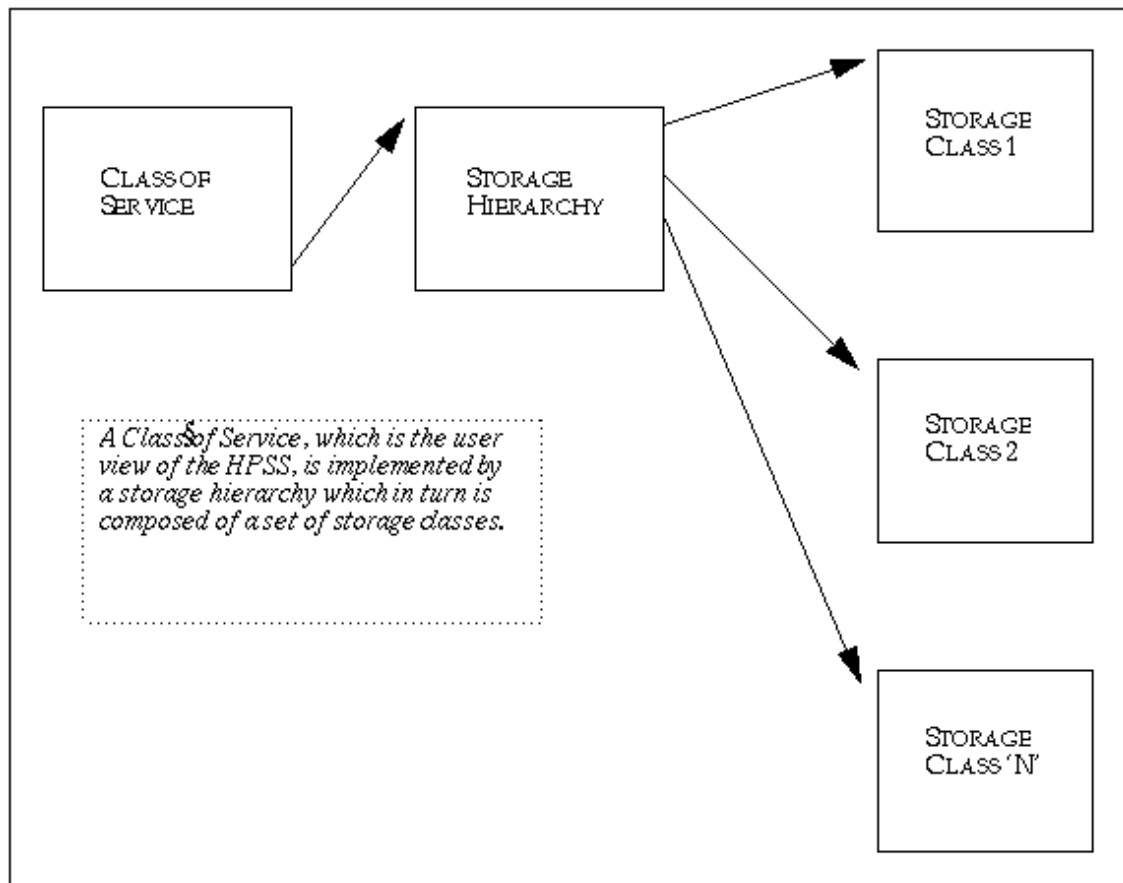 CLASS OF
SERVICE
STORAGE
HIERARCHY
STORAGE
CLASS 1
STORAGE
CLASS 2
STORAGE
CLASS ‘N’
A Class§of Service, which is the user
view of the HPSS, is implemented by
a storage hierarchy which in turn is
composed of a set of storage classes.